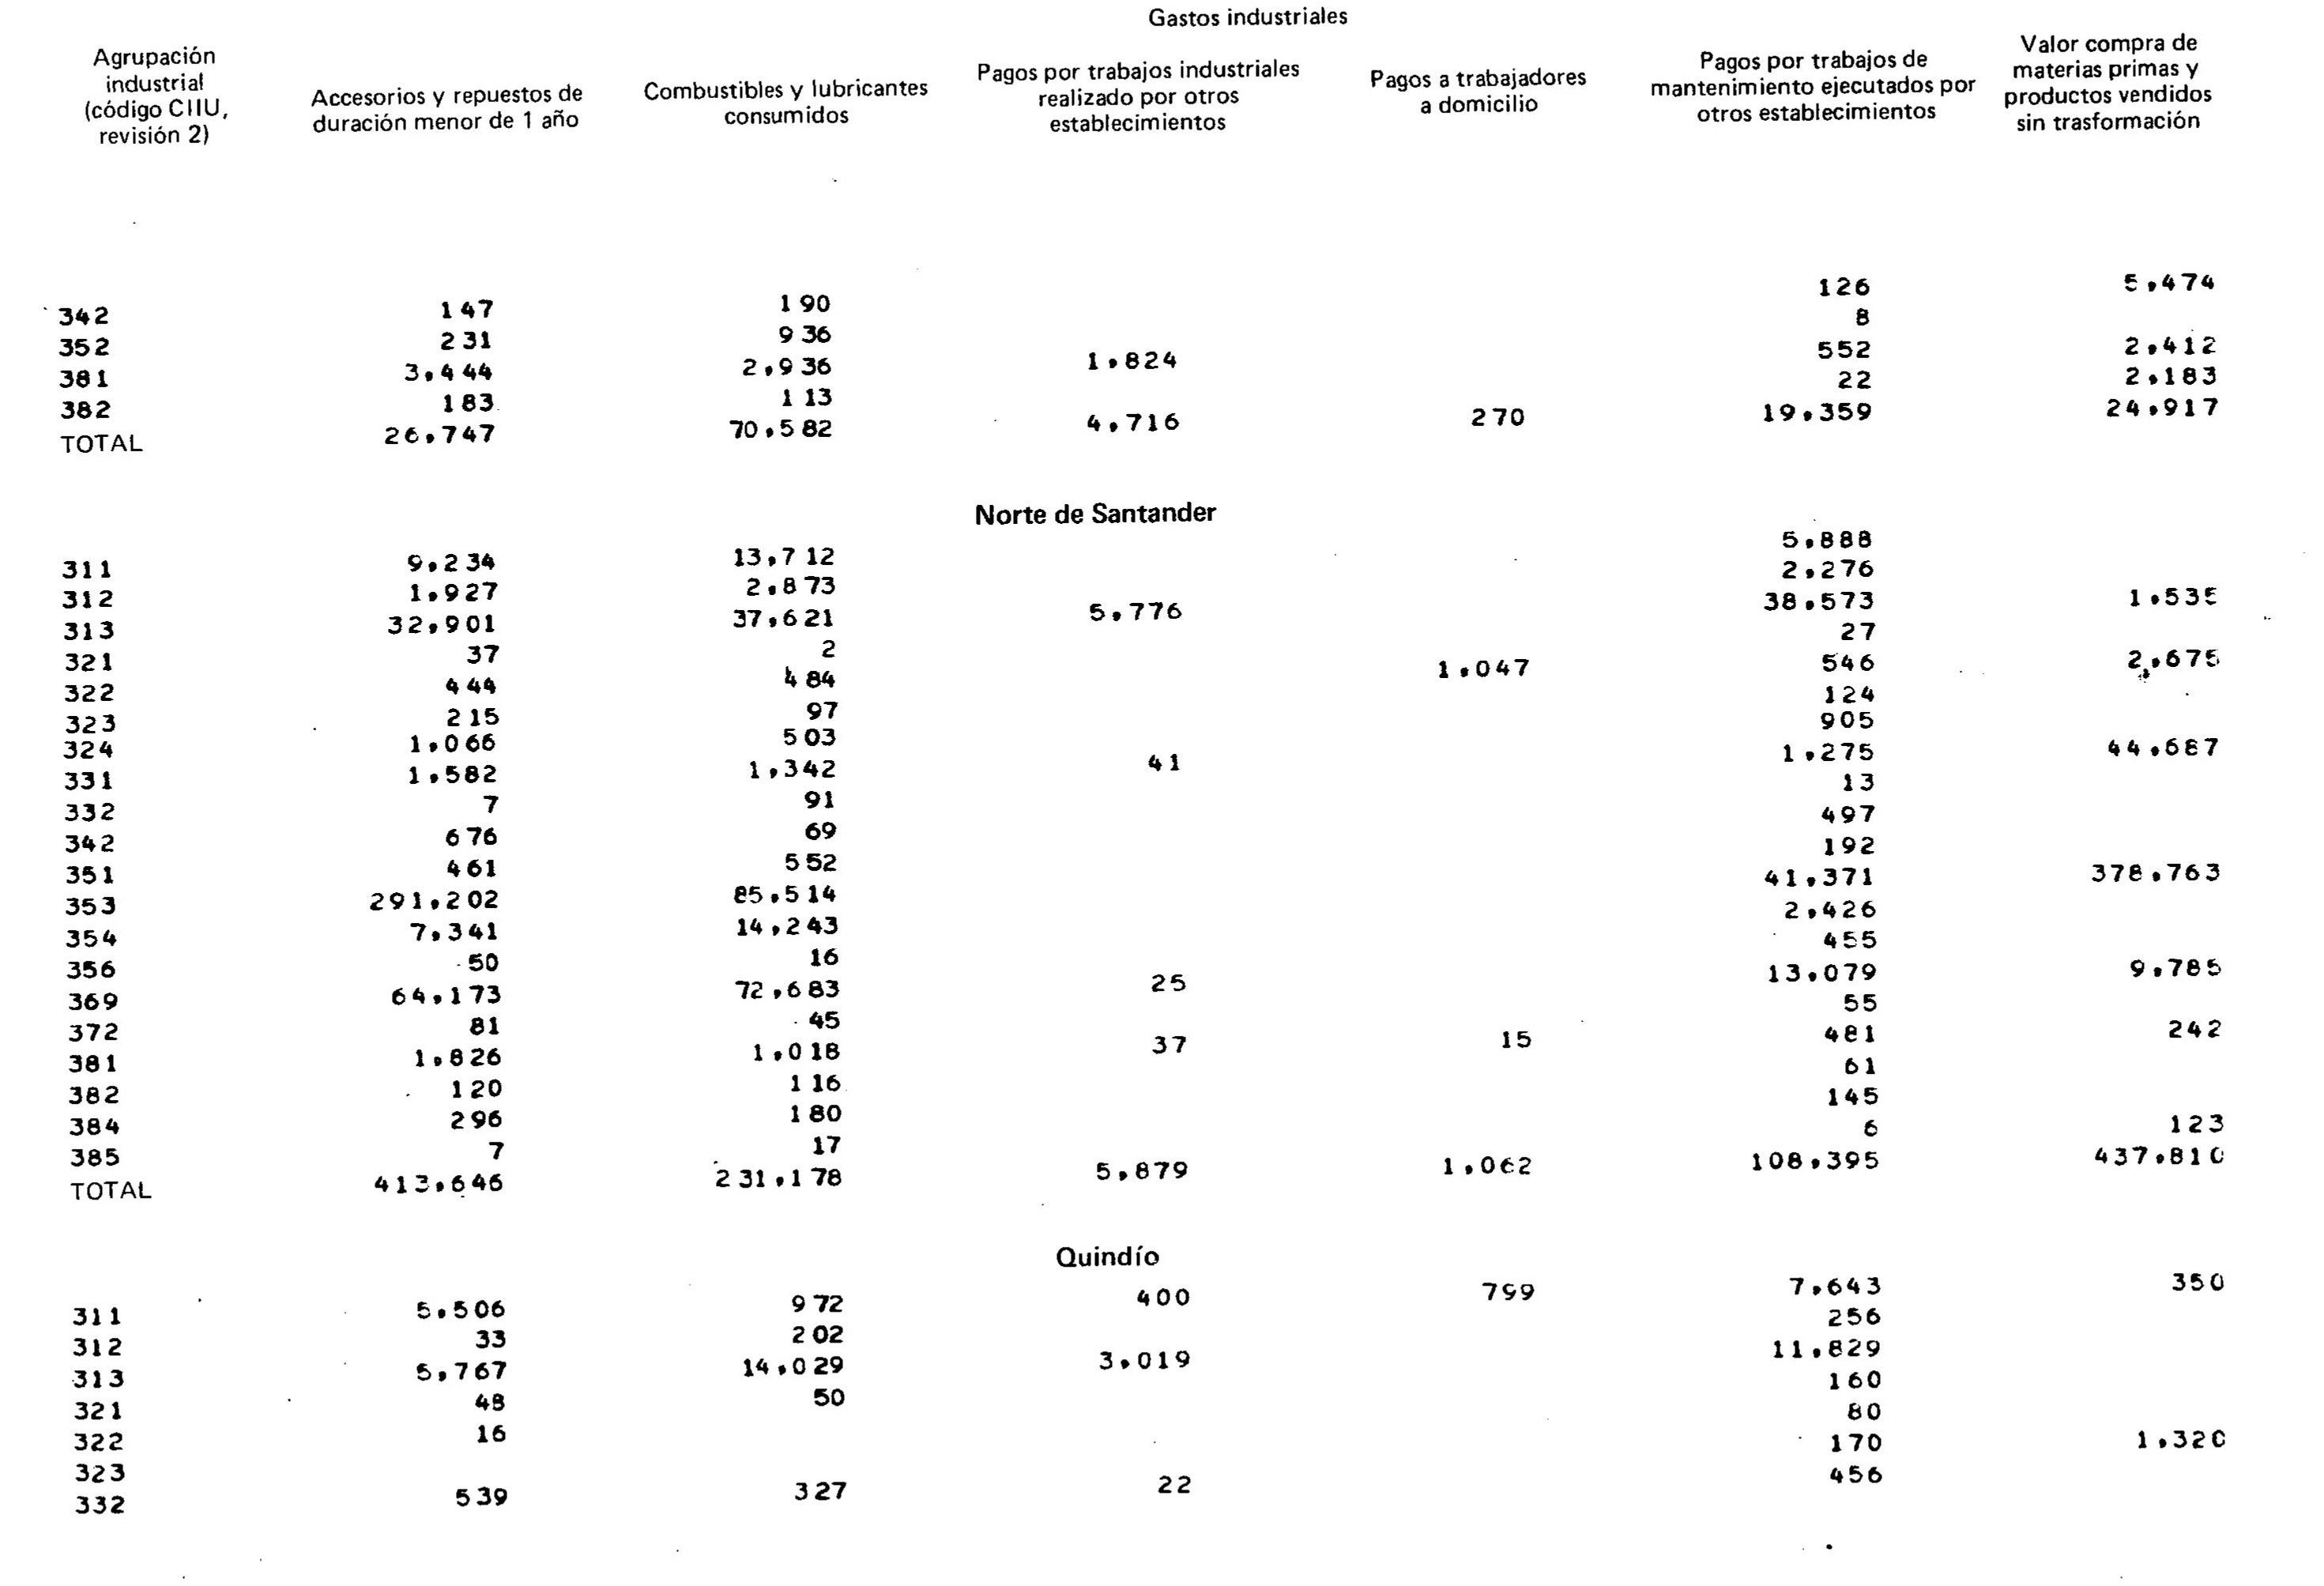 Gastos industriales
Agrupación
industrial
(código CIIU,
revisión 2)
Accesorios y repuestos de
duración menor de 1 año
Combustibles y lubricantes
consumidos
Pagos por trabajos industriales
realizado por otros
establecimientos
Pagos a trabajadores
a domicilio
Pagos por trabajos de
mantenimiento ejecutados por
otros establecimientos
Valor compra de
materias primas y
productos vendidos
sin trasformación
342 147 190 126 5,474
352 231 936 8
381 3,444 2,936 1,824 552 2,412
382 183 113 22 2,183
TOTAL 26,747 70,582 4,716 270 19,359 24,917
Norte de Santander
311 9,234 13,712 5,888
312 1,927 2,873 2,276
313 32,901 37,621 5,776 38,573 1,535
321 37 2 27
322 444 484 1,047 546 2,675
323 215 97 124
324 1,066 503 905
331 1,582 1,342 41 1,275 44,687
332 7 91 13
342 676 69 497
351 461 552 192
353 291,202 85,514 41,371 378,763
354 7,341 14,243 2,426
356 50 16 455
369 64,173 72,683 25 13,079 9,785
372 81 45 55
381 1,826 1,018 37 15 481 242
382 120 116 61
384 296 180 145
385 7 17 6 123
TOTAL 413,646 231,178 5,879 1,062 108,395 437,810
Quindío
311 5,506 972 400 799 7,643 350
312 33 202 256
313 5,767 14,029 3,019 11,829
321 48 50 160
322 16 80
323 170 1,320
332 539 327 22 456